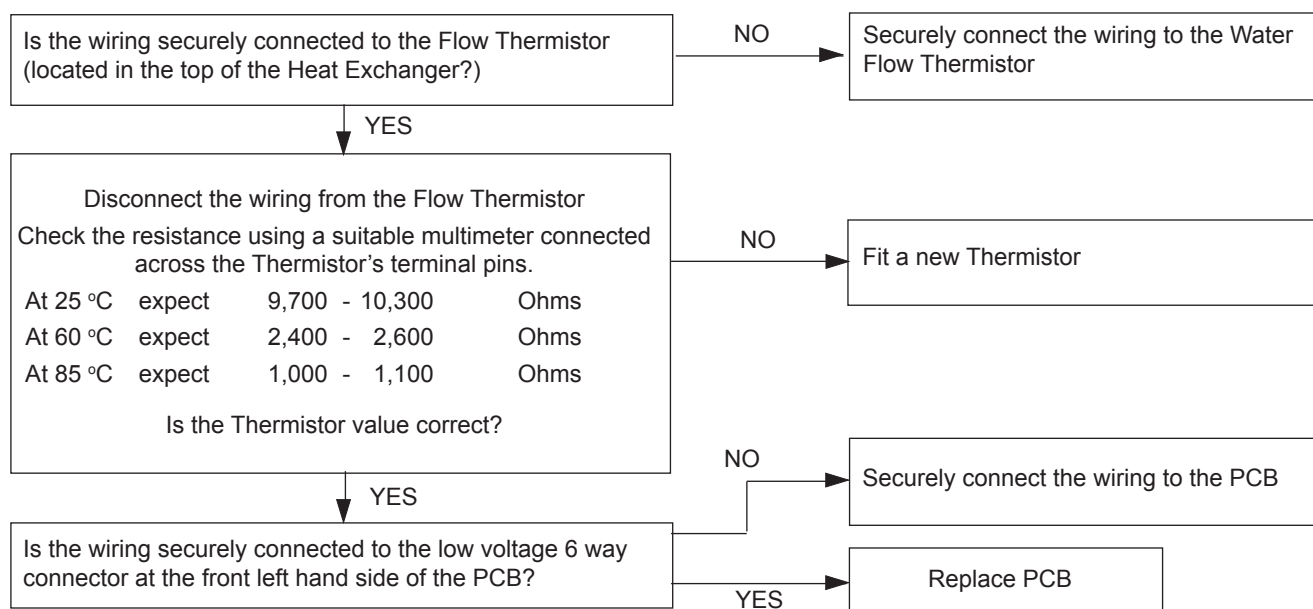 Is the wiring securely connected to the Flow Thermistor
(located in the top of the Heat Exchanger?)
NO
Securely connect the wiring to the Water
Flow Thermistor
YES
Disconnect the wiring from the Flow Thermistor
Check the resistance using a suitable multimeter connected
across the Thermistor's terminal pins.
At 25 °C expect 9,700 - 10,300 Ohms
At 60 °C expect 2,400 - 2,600 Ohms
At 85 °C expect 1,000 - 1,100 Ohms
Is the Thermistor value correct?
NO
Fit a new Thermistor
YES
Is the wiring securely connected to the low voltage 6 way
connector at the front left hand side of the PCB?
NO
Securely connect the wiring to the PCB
YES
Replace PCB